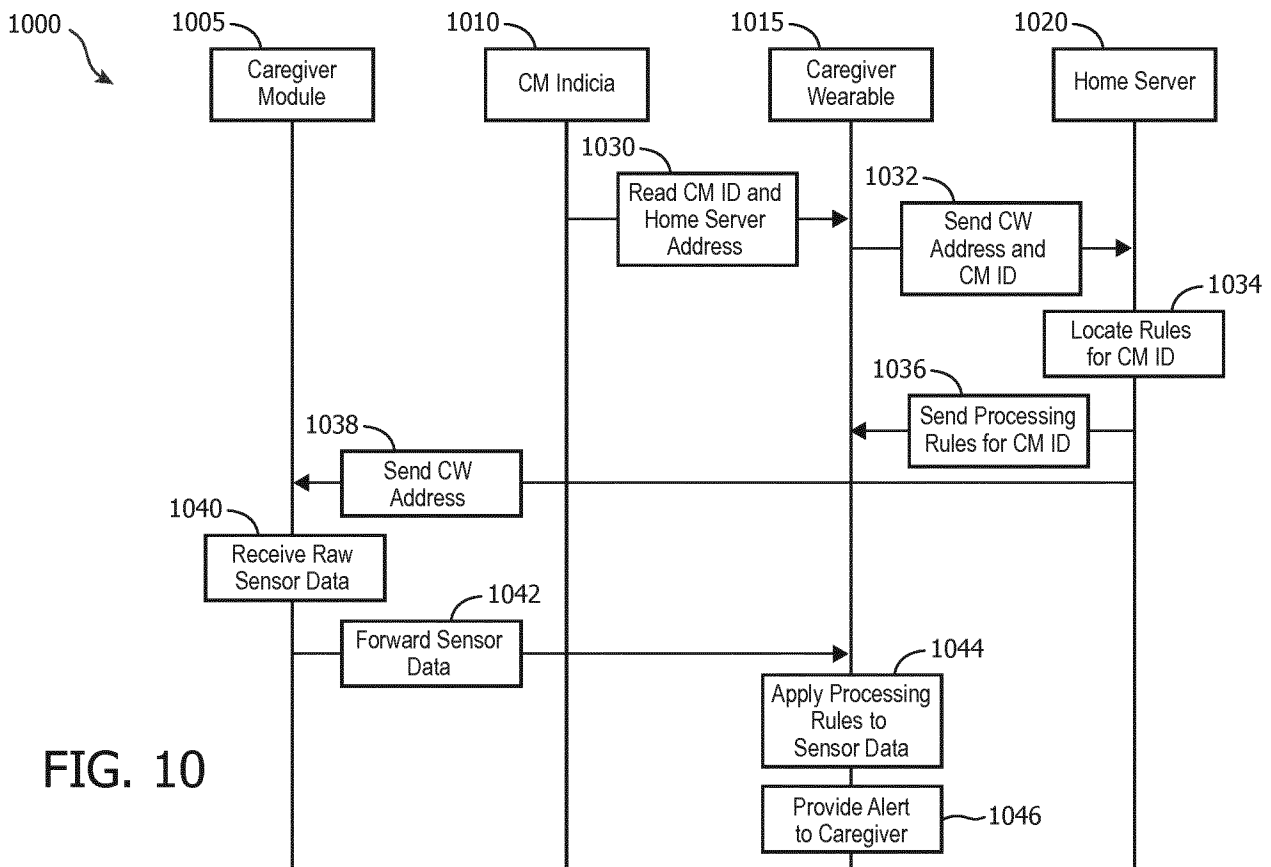 1000
1005
1010
1015
1020
Caregiver
Module
CM Indicia
Caregiver
Wearable
Home Server
1030
Read CM ID and
Home Server
Address
1032
Send CW
Address and
CM ID
1034
Locate Rules
for CM ID
1036
Send Processing
Rules for CM ID
1038
Send CW
Address
1040
Receive Raw
Sensor Data
1042
Forward Sensor
Data
1044
Apply Processing
Rules to
Sensor Data
Provide Alert
to Caregiver
1046
FIG. 10